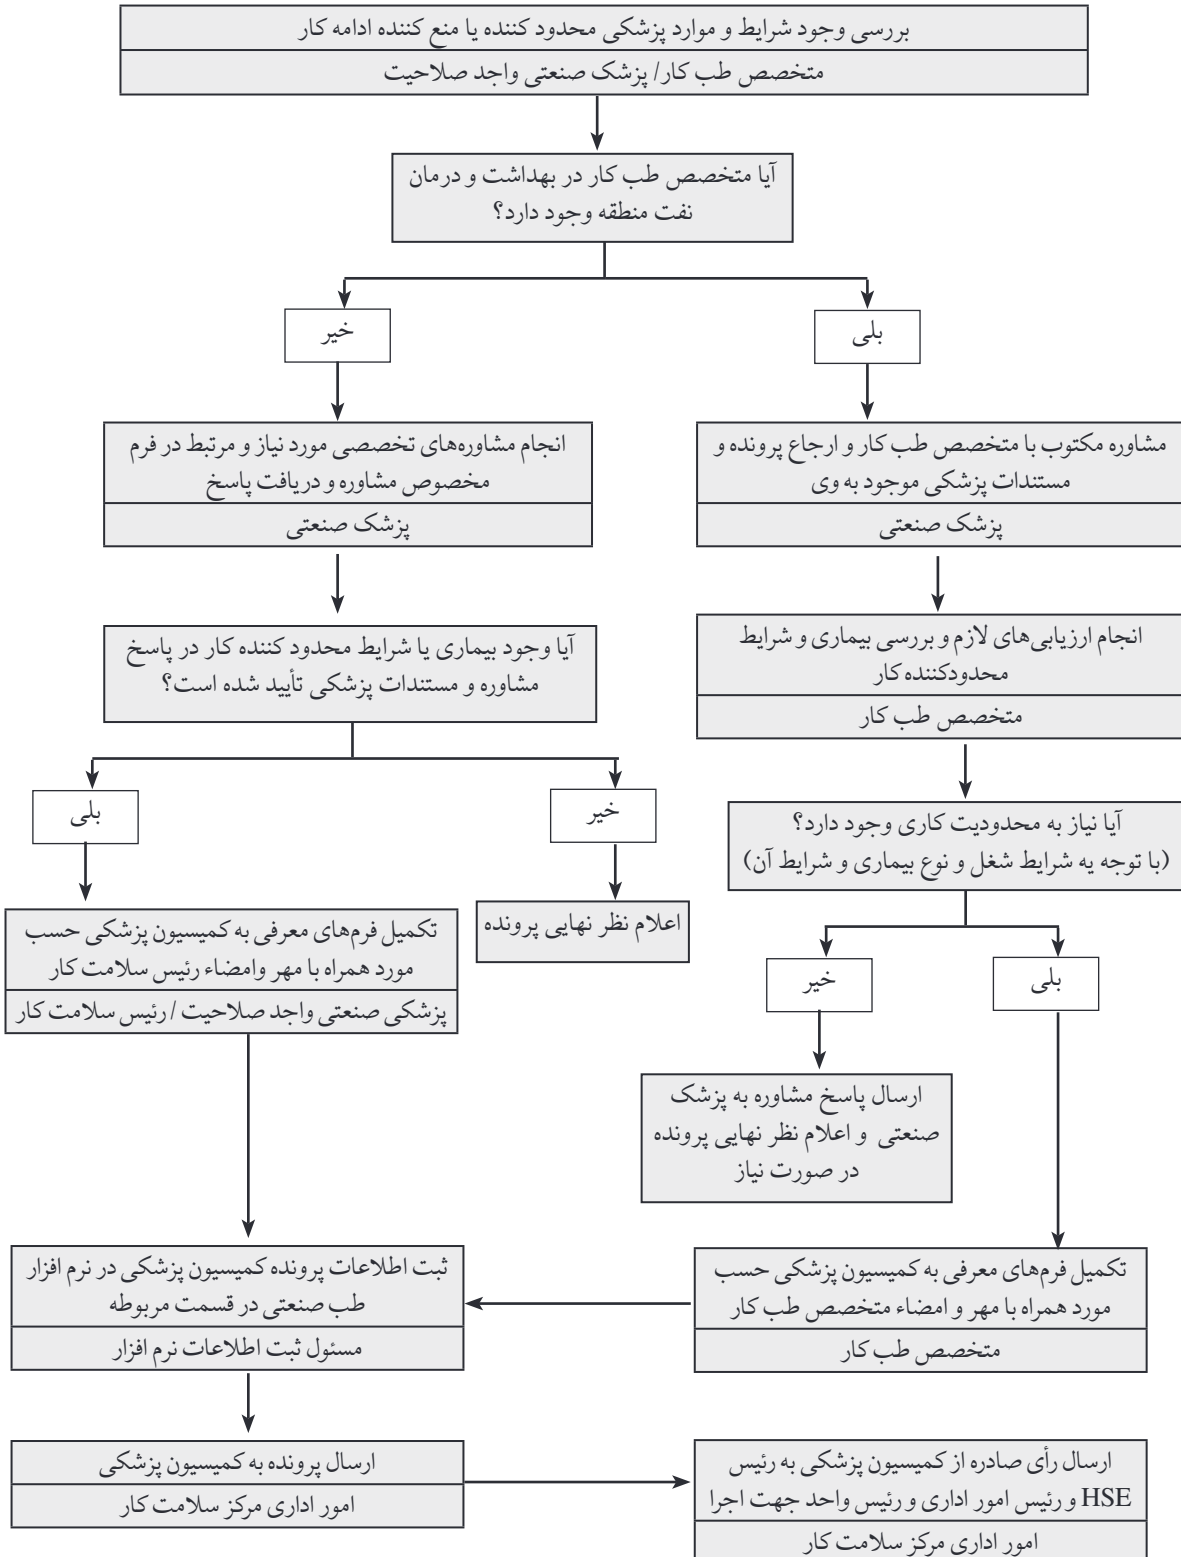 بررسی وجود شرایط و موارد پزشکی محدود کننده یا منع کننده ادامه کار
متخصص طب کار/ پزشک صنعتی واجد صلاحیت
آیا متخصص طب کار در بهداشت و درمان
نفت منطقه وجود دارد؟
بلی
خیر
مشاوره مکتوب با متخصص طب کار و ارجاع پرونده و
مستندات پزشکی موجود به وی
پزشک صنعتی
انجام مشاوره‌های تخصصی مورد نیاز و مرتبط در فرم
مخصوص مشاوره و دریافت پاسخ
پزشک صنعتی
انجام ارزیابی‌های لازم و بررسی بیماری و شرایط
محدودکننده کار
متخصص طب کار
آیا وجود بیماری یا شرایط محدود کننده کار در پاسخ
مشاوره و مستندات پزشکی تأیید شده است؟
آیا نیاز به محدودیت کاری وجود دارد؟
(با توجه یه شرایط شغل و نوع بیماری و شرایط آن)
خیر
بلی
اعلام نظر نهایی پرونده
تکمیل فرم‌های معرفی به کمیسیون پزشکی حسب
مورد همراه با مهر وامضاء رئیس سلامت کار
پزشکی صنعتی واجد صلاحیت / رئیس سلامت کار
بلی
خیر
ارسال پاسخ مشاوره به پزشک
صنعتی و اعلام نظر نهایی پرونده
در صورت نیاز
تکمیل فرم‌های معرفی به کمیسیون پزشکی حسب
مورد همراه با مهر و امضاء متخصص طب کار
متخصص طب کار
ثبت اطلاعات پرونده کمیسیون پزشکی در نرم افزار
طب صنعتی در قسمت مربوطه
مسئول ثبت اطلاعات نرم افزار
ارسال پرونده به کمیسیون پزشکی
امور اداری مرکز سلامت کار
ارسال رأی صادره از کمیسیون پزشکی به رئیس
HSE و رئیس امور اداری و رئیس واحد جهت اجرا
امور اداری مرکز سلامت کار